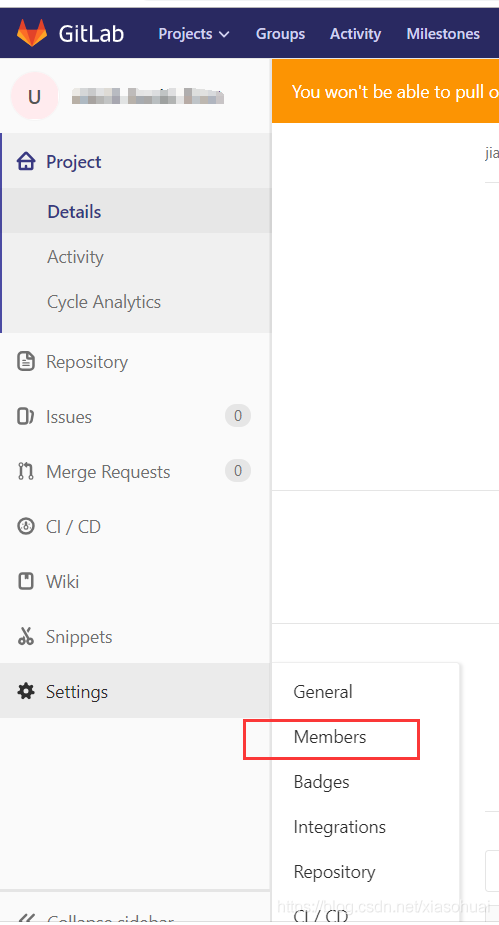 GitLab Projects Groups Activity Milestones
U
You won't be able to pull o
Project
jia
Details
Activity
Cycle Analytics
Repository
Issues 0
Merge Requests 0
CI / CD
Wiki
Snippets
Settings
General
Members
Badges
Integrations
Repository
https://blog.csdn.net/xiasohuai
CI / CD
Collapse sidebar